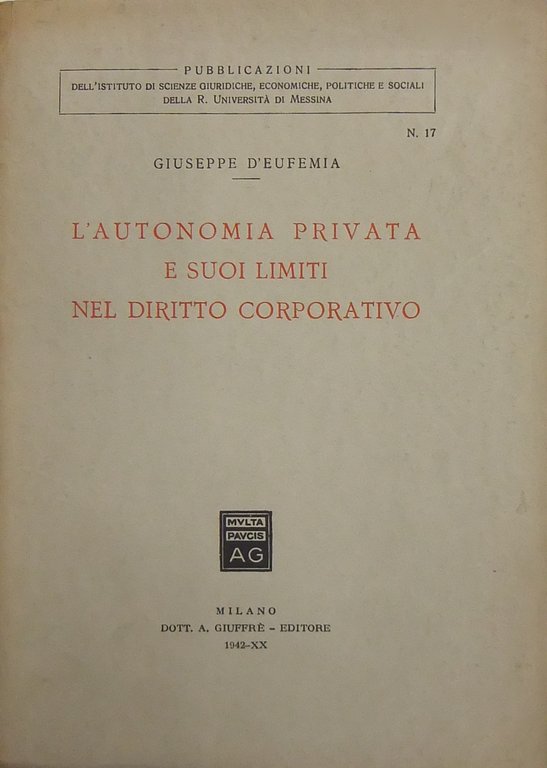 PUBBLICAZIONI
DELL'ISTITUTO DI SCIENZE GIURIDICHE, ECONOMICHE, POLITICHE E SOCIALI
DELLA R. UNIVERSITÀ DI MESSINA
N. 17
GIUSEPPE D'EUFEMIA
L'AUTONOMIA PRIVATA
E SUOI LIMITI
NEL DIRITTO CORPORATIVO
MVLTA
PAVCIS
AG
MILANO
DOTT. A. GIUFFRÈ - EDITORE
1942-XX